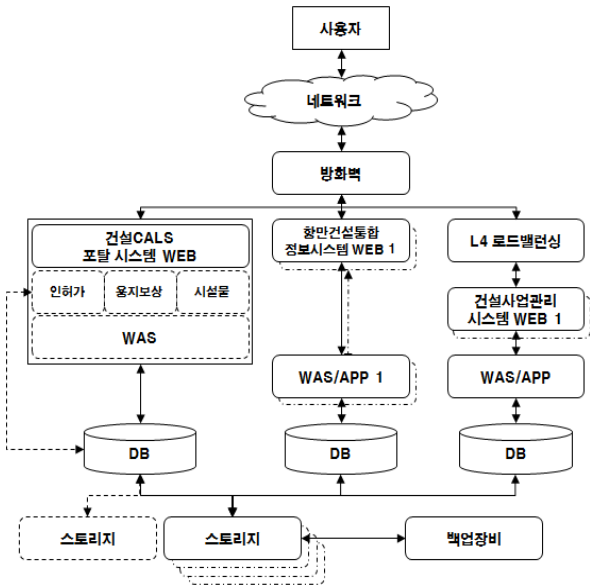 사용자
네트워크
방화벽
건설CALS
포탈 시스템 WEB
인허가
용지보상
시설물
WAS
항만건설통합
정보시스템 WEB 1
L4 로드밸런싱
건설사업관리
시스템 WEB 1
WAS/APP 1
WAS/APP
DB
DB
DB
스토리지
스토리지
백업장비